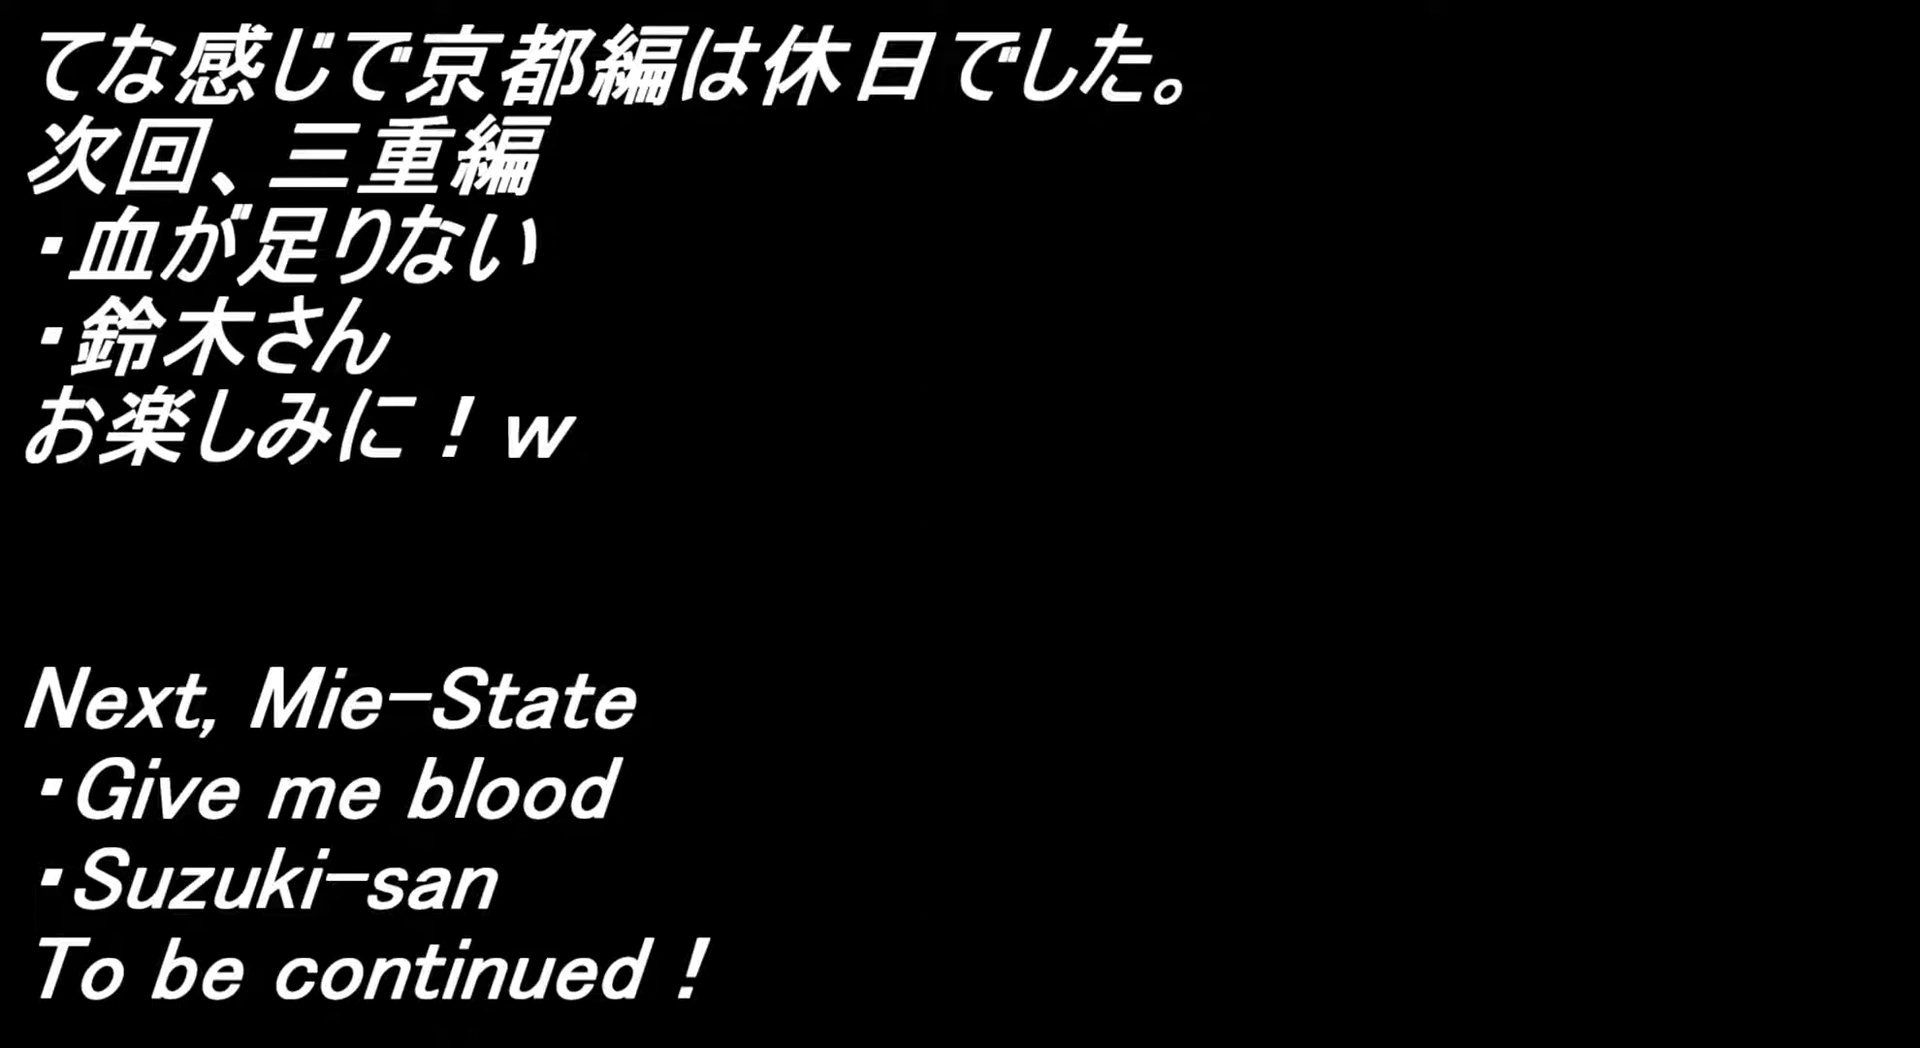 てな感じで京都編は休日でした。
次回、三重編
・血が足りない
・鈴木さん
お楽しみに！w
Next, Mie-State
・Give me blood
・Suzuki-san
To be continued！